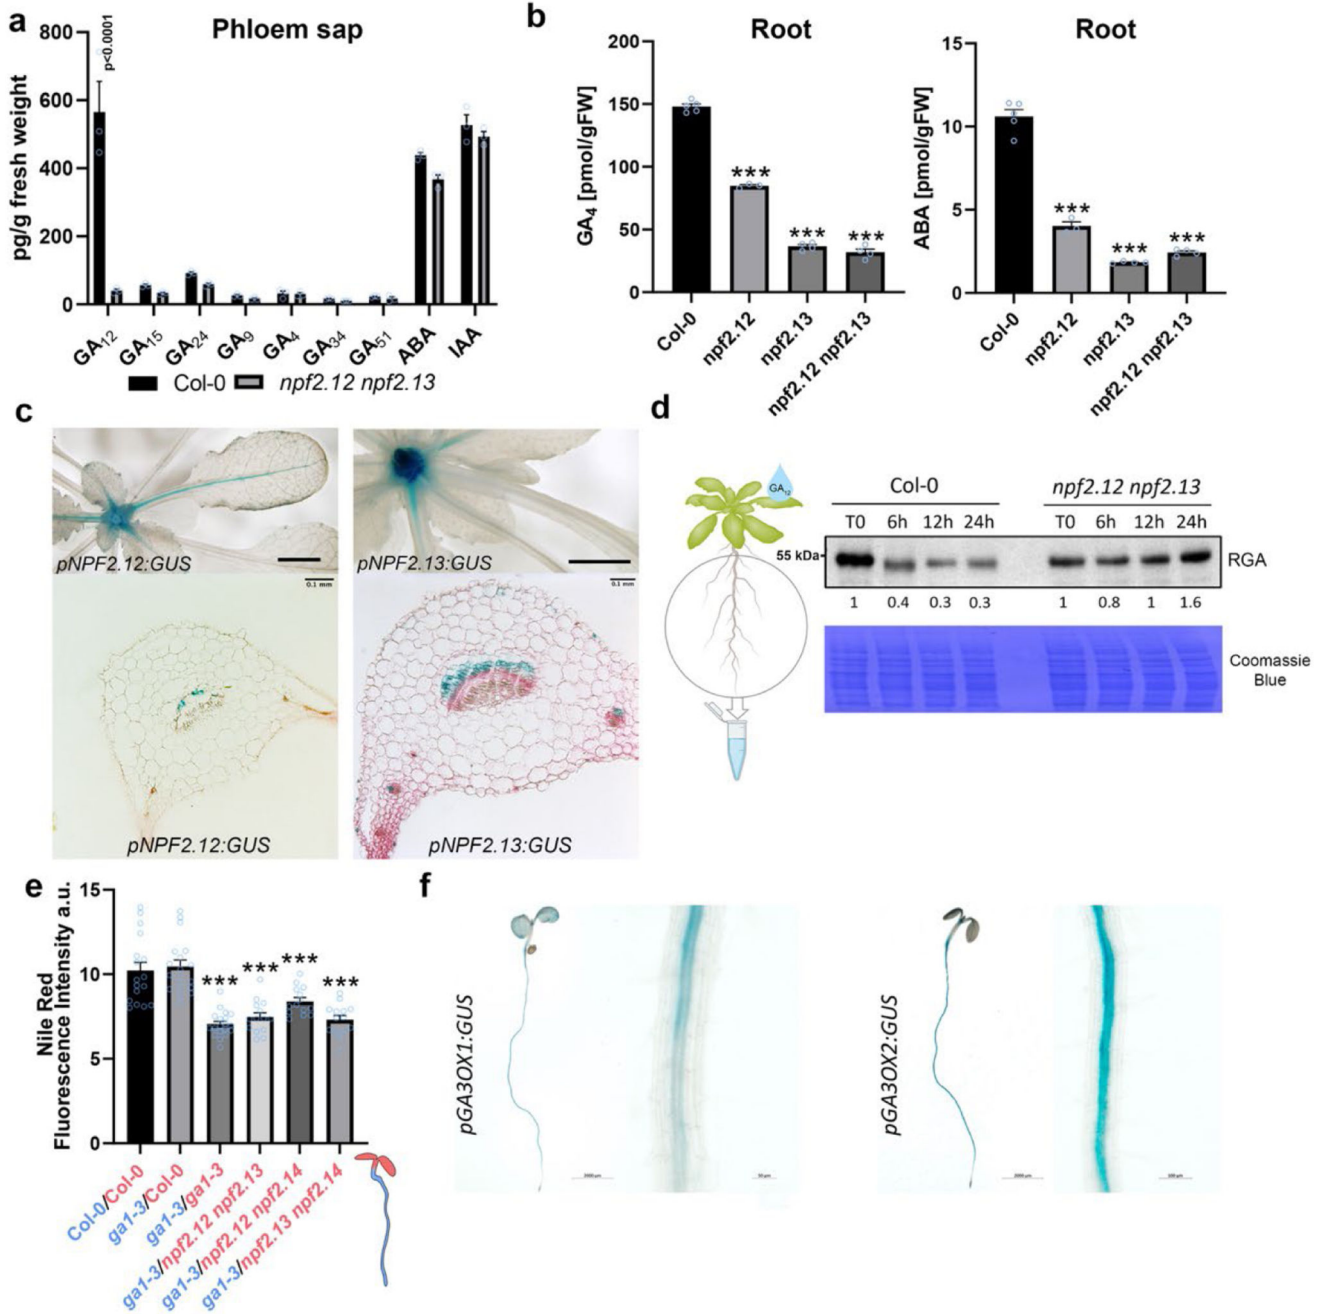 a
Phloem sap
pg/g fresh weight
800
600
400
200
0
p<0.0001
GA12
GA15
GA24
GA9
GA4
GA34
GA51
ABA
IAA
Col-0
npf2.12 npf2.13
b
Root
GA4 [pmol/gFW]
200
150
100
50
0
***
***
***
Col-0
npf2.12
npf2.13
npf2.12 npf2.13
Root
ABA [pmol/gFW]
15
10
5
0
***
***
***
Col-0
npf2.12
npf2.13
npf2.12 npf2.13
c
pNPF2.12:GUS
pNPF2.13:GUS
0.1 mm
pNPF2.12:GUS
0.1 mm
pNPF2.13:GUS
d
GA12
Col-0
npf2.12 npf2.13
T0 6h 12h 24h T0 6h 12h 24h
55 kDa
RGA
1 0.4 0.3 0.3 1 0.8 1 1.6
Coomassie
Blue
e
Nile Red
Fluorescence Intensity a.u.
15
10
5
0
***
***
***
***
Col-0/Col-0
ga1-3/Col-0
ga1-3/ga1-3
ga1-3/npf2.12 npf2.13
ga1-3/npf2.12 npf2.14
ga1-3/npf2.13 npf2.14
f
pGA3OX1:GUS
pGA3OX2:GUS